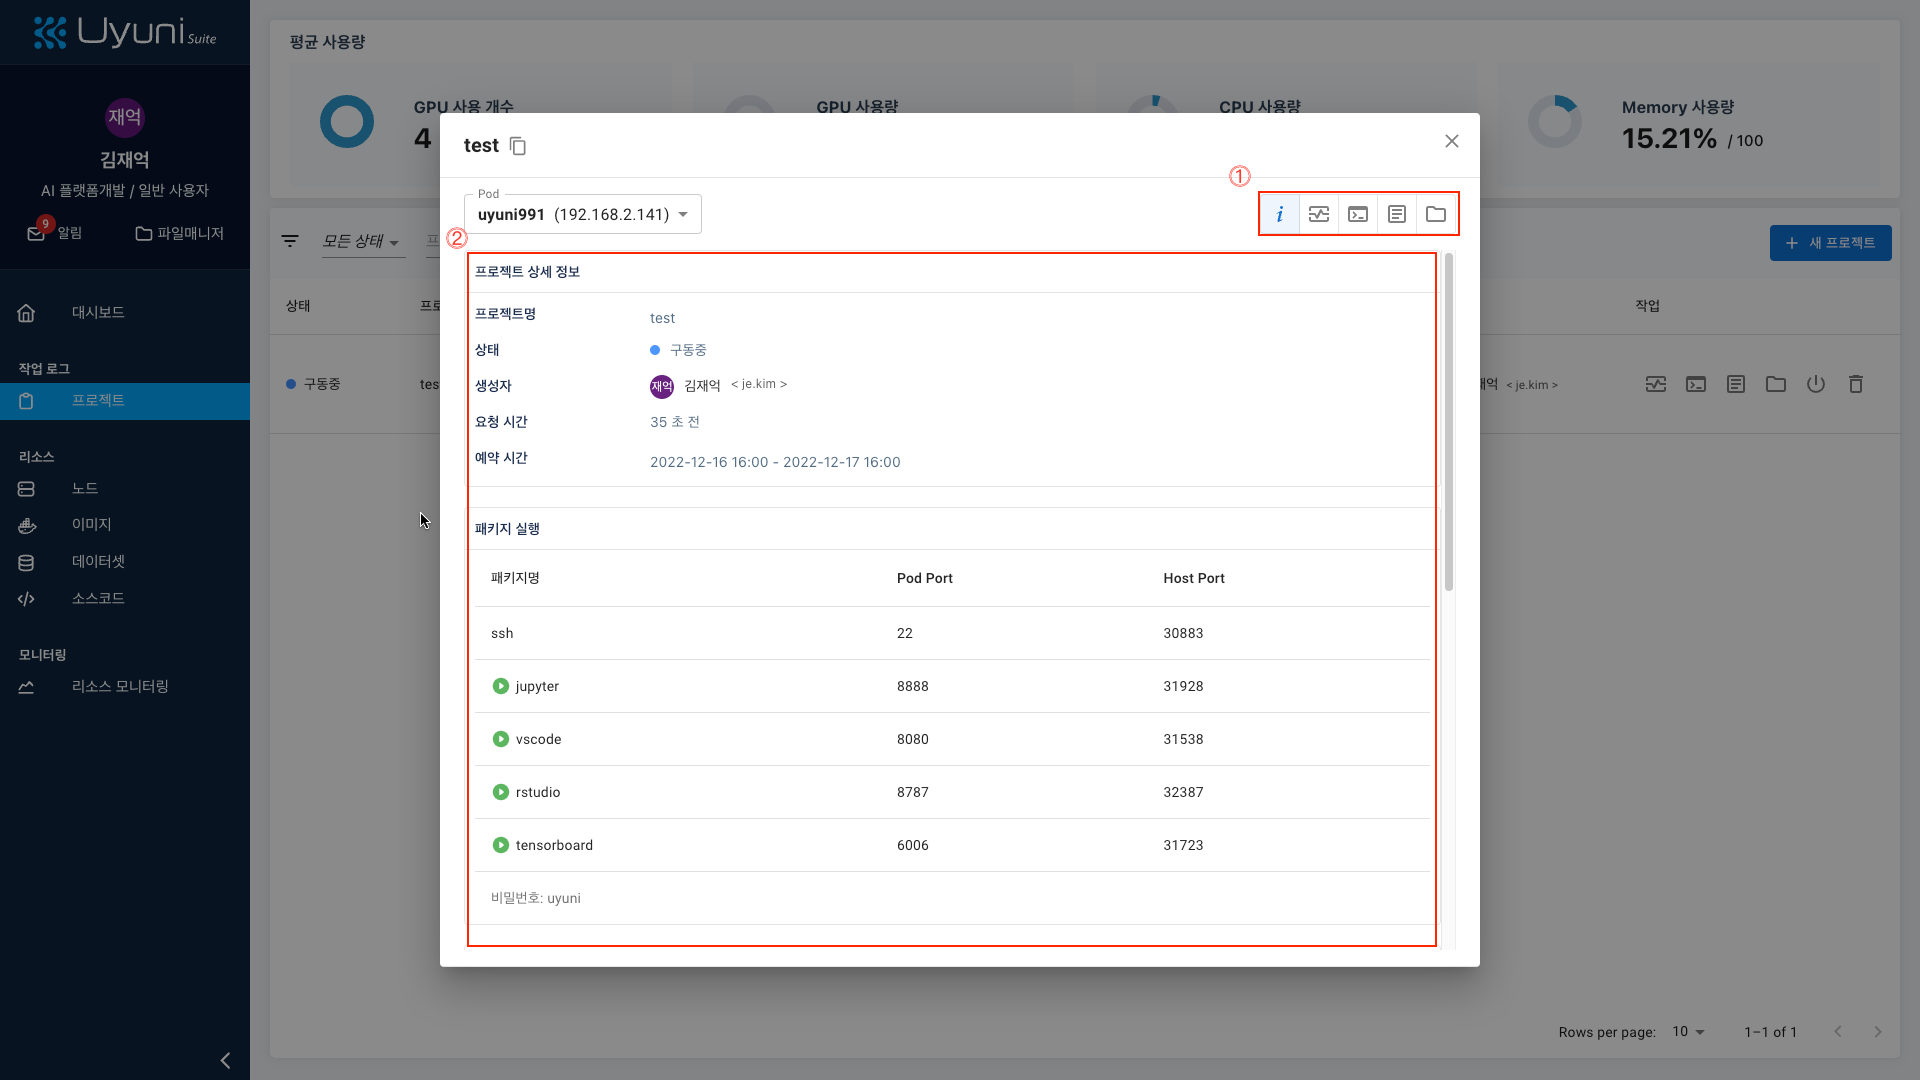 Uyuni Suite
재억
김재억
AI 플랫폼개발 / 일반 사용자
9
알림
파일매니저
대시보드
작업 로그
프로젝트
리소스
노드
이미지
데이터셋
소스코드
모니터링
리소스 모니터링
평균 사용량
GPU 사용 개수
4
GPU 사용량
CPU 사용량
Memory 사용량
15.21% / 100
모든 상태
프
새 프로젝트
상태
프로
작업
구동중
tes
억 < je.kim >
test
Pod
uyuni991 (192.168.2.141)
①
i
②
프로젝트 상세 정보
프로젝트명
test
상태
구동중
생성자
재억 김재억 < je.kim >
요청 시간
35 초 전
예약 시간
2022-12-16 16:00 - 2022-12-17 16:00
패키지 실행
패키지명 Pod Port Host Port
ssh 22 30883
jupyter 8888 31928
vscode 8080 31538
rstudio 8787 32387
tensorboard 6006 31723
비밀번호: uyuni
Rows per page: 10 1–1 of 1